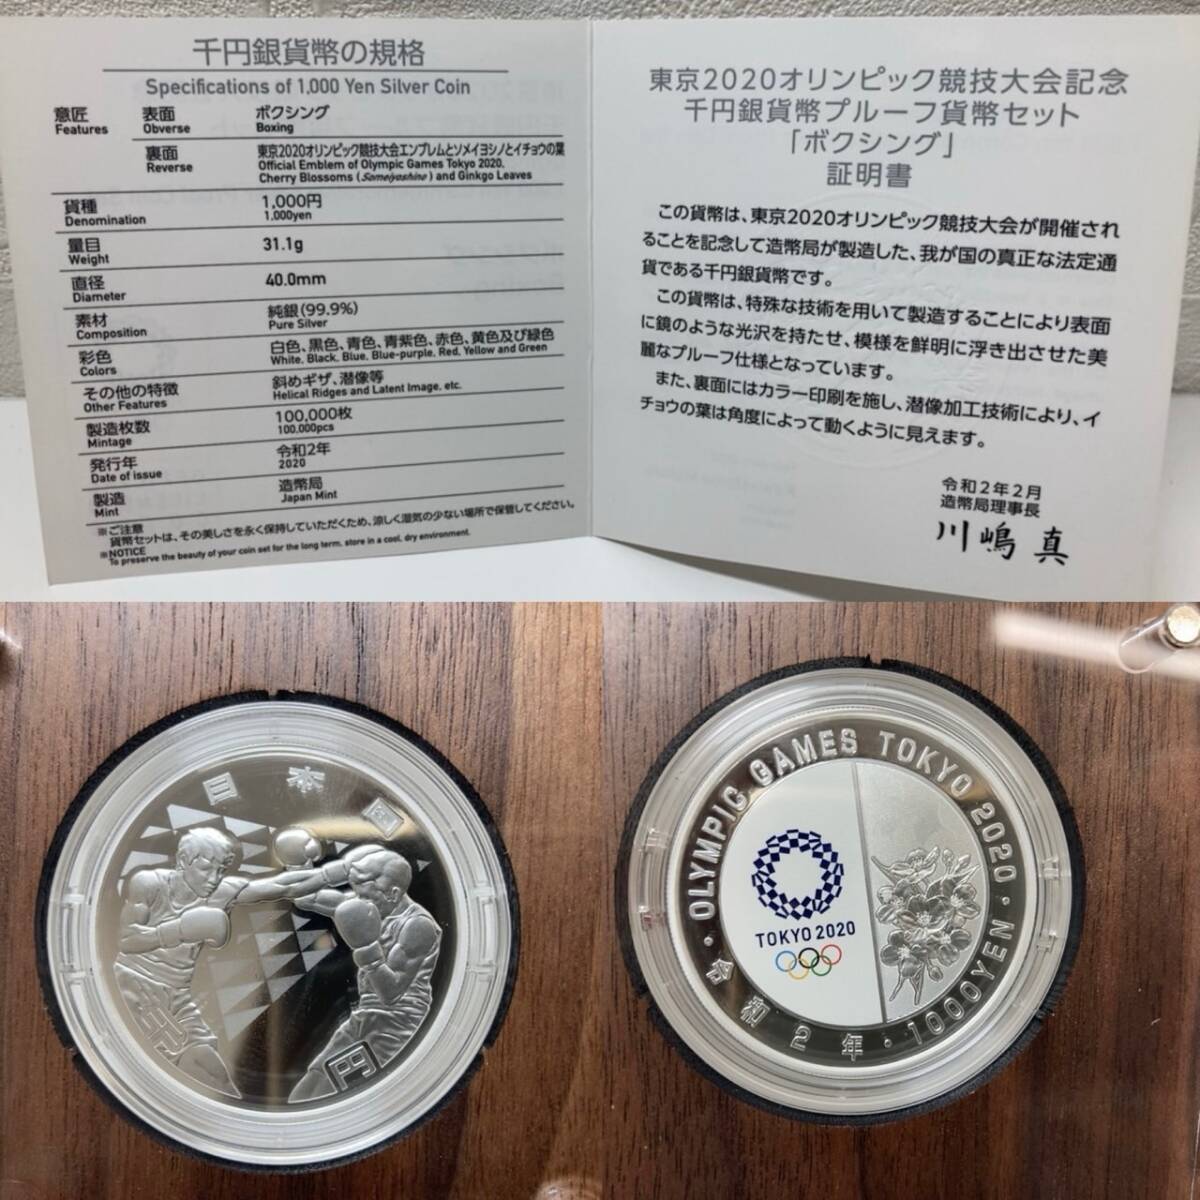 千円銀貨幣の規格
Specifications of 1,000 Yen Silver Coin
意匠 表面 ボクシング
Features Obverse Boxing
裏面 東京2020オリンピック競技大会エンブレムとソメイヨシノとイチョウの葉
Reverse Official Emblem of Olympic Games Tokyo 2020,
Cherry Blossoms (Someiyoshino) and Ginkgo Leaves
貨種 1,000円
Denomination 1,000yen
量目 31.1g
Weight
直径 40.0mm
Diameter
素材 純銀(99.9%)
Composition Pure Silver
彩色 白色、黒色、青色、青紫色、赤色、黄色及び緑色
Colors White, Black, Blue, Blue-purple, Red, Yellow and Green
その他の特徴 斜めギザ、潜像等
Other Features Helical Ridges and Latent Image, etc.
製造枚数 100,000枚
Mintage 100,000pcs
発行年 令和2年
Date of issue 2020
製造 造幣局
Mint Japan Mint
※ご注意
貨幣セットは、その美しさを永く保持していただくため、涼しく湿気の少ない場所で保管してください。
※NOTICE
To preserve the beauty of your coin set for the long term, store in a cool, dry environment.
東京2020オリンピック競技大会記念
千円銀貨幣プルーフ貨幣セット
「ボクシング」
証明書
この貨幣は、東京2020オリンピック競技大会が開催され
ることを記念して造幣局が製造した、我が国の真正な法定通
貨である千円銀貨幣です。
この貨幣は、特殊な技術を用いて製造することにより表面
に鏡のような光沢を持たせ、模様を鮮明に浮き出させた美
麗なプルーフ仕様となっています。
また、裏面にはカラー印刷を施し、潜像加工技術により、イ
チョウの葉は角度によって動くように見えます。
令和2年2月
造幣局理事長
川嶋 真
日本国
千円
OLYMPIC GAMES TOKYO 2020
TOKYO 2020
令和2年・1000YEN